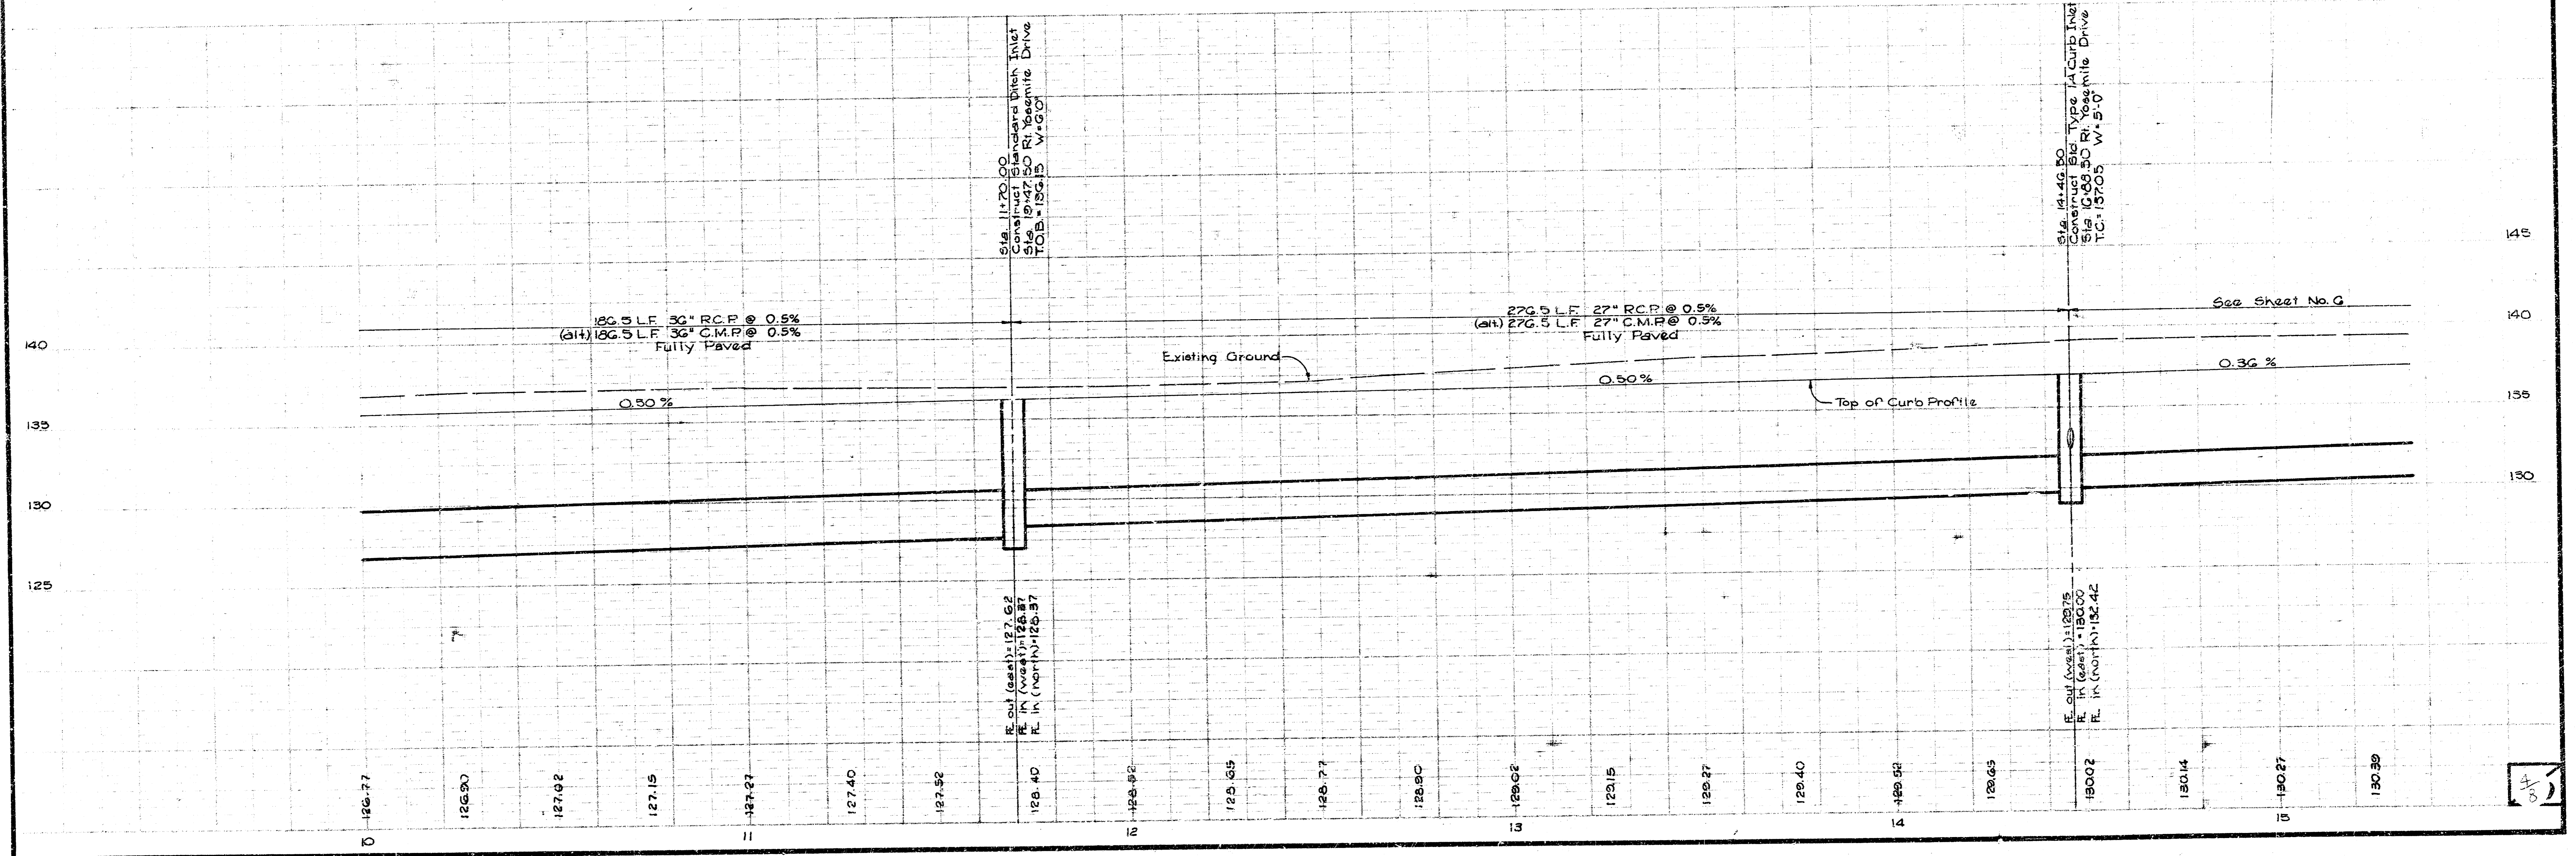 Sta. 11+70.00
Construct Standard Ditch Inlet
Sta. 19+47.50 Rt. Yosemite Drive
T.O.B.=136.15 W=6'0"
Sta. 14+46.50
Construct Std. Type 1-A Curb Inlet
Sta. 16+88.50 Rt. Yosemite Drive
T.C.=137.05 W=5'-0"
145
186.5 L.F. 36" R.C.P. @ 0.5%
(alt.) 186.5 L.F. 36" C.M.P. @ 0.5%
Fully Paved
276.5 L.F. 27" R.C.P. @ 0.5%
(alt.) 276.5 L.F. 27" C.M.P. @ 0.5%
Fully Paved
See Sheet No. 6
140
140
Existing Ground
0.50 %
0.50 %
0.36 %
Top of Curb Profile
135
135
130
130
125
FL out (east)=127.62
FL in (west)=128.37
FL in (north)=128.37
FL out (west)=129.75
FL in (east)=130.00
FL in (north)=132.42
126.77
126.90
127.02
127.15
127.27
127.40
127.52
128.40
128.52
128.65
128.77
128.90
129.02
129.15
129.27
129.40
129.52
129.65
130.02
130.14
130.27
130.39
10
11
12
13
14
15